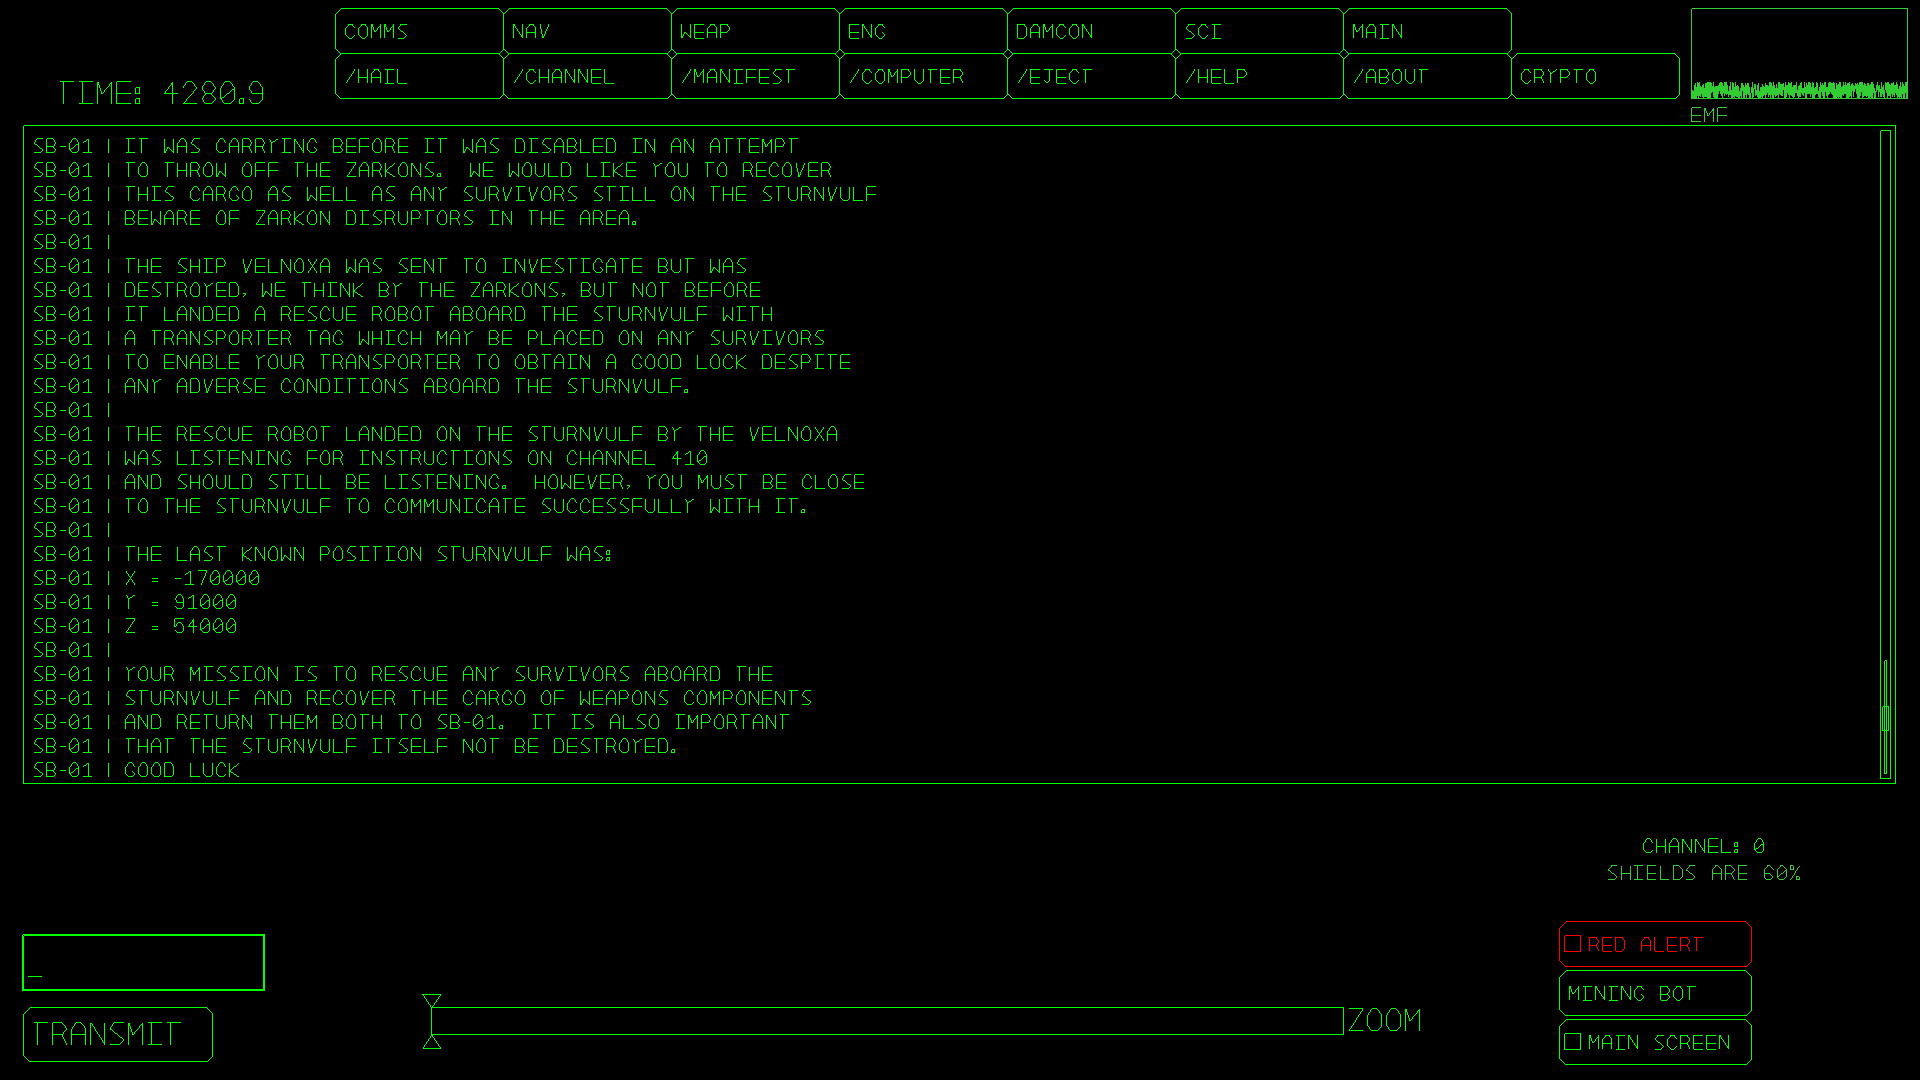 COMMS NAV WEAP ENG DAMCON SCI MAIN
/HAIL /CHANNEL /MANIFEST /COMPUTER /EJECT /HELP /ABOUT CRYPTO
TIME: 4280.9
EMF
SB-01 | IT WAS CARRYING BEFORE IT WAS DISABLED IN AN ATTEMPT
SB-01 | TO THROW OFF THE ZARKONS.  WE WOULD LIKE YOU TO RECOVER
SB-01 | THIS CARGO AS WELL AS ANY SURVIVORS STILL ON THE STURNVULF
SB-01 | BEWARE OF ZARKON DISRUPTORS IN THE AREA.
SB-01 |
SB-01 | THE SHIP VELNOXA WAS SENT TO INVESTIGATE BUT WAS
SB-01 | DESTROYED, WE THINK BY THE ZARKONS, BUT NOT BEFORE
SB-01 | IT LANDED A RESCUE ROBOT ABOARD THE STURNVULF WITH
SB-01 | A TRANSPORTER TAG WHICH MAY BE PLACED ON ANY SURVIVORS
SB-01 | TO ENABLE YOUR TRANSPORTER TO OBTAIN A GOOD LOCK DESPITE
SB-01 | ANY ADVERSE CONDITIONS ABOARD THE STURNVULF.
SB-01 |
SB-01 | THE RESCUE ROBOT LANDED ON THE STURNVULF BY THE VELNOXA
SB-01 | WAS LISTENING FOR INSTRUCTIONS ON CHANNEL 410
SB-01 | AND SHOULD STILL BE LISTENING.  HOWEVER, YOU MUST BE CLOSE
SB-01 | TO THE STURNVULF TO COMMUNICATE SUCCESSFULLY WITH IT.
SB-01 |
SB-01 | THE LAST KNOWN POSITION STURNVULF WAS:
SB-01 | X = -170000
SB-01 | Y = 91000
SB-01 | Z = 54000
SB-01 |
SB-01 | YOUR MISSION IS TO RESCUE ANY SURVIVORS ABOARD THE
SB-01 | STURNVULF AND RECOVER THE CARGO OF WEAPONS COMPONENTS
SB-01 | AND RETURN THEM BOTH TO SB-01.  IT IS ALSO IMPORTANT
SB-01 | THAT THE STURNVULF ITSELF NOT BE DESTROYED.
SB-01 | GOOD LUCK
CHANNEL: 0
SHIELDS ARE 60%
_
RED ALERT
MINING BOT
TRANSMIT
ZOOM
MAIN SCREEN